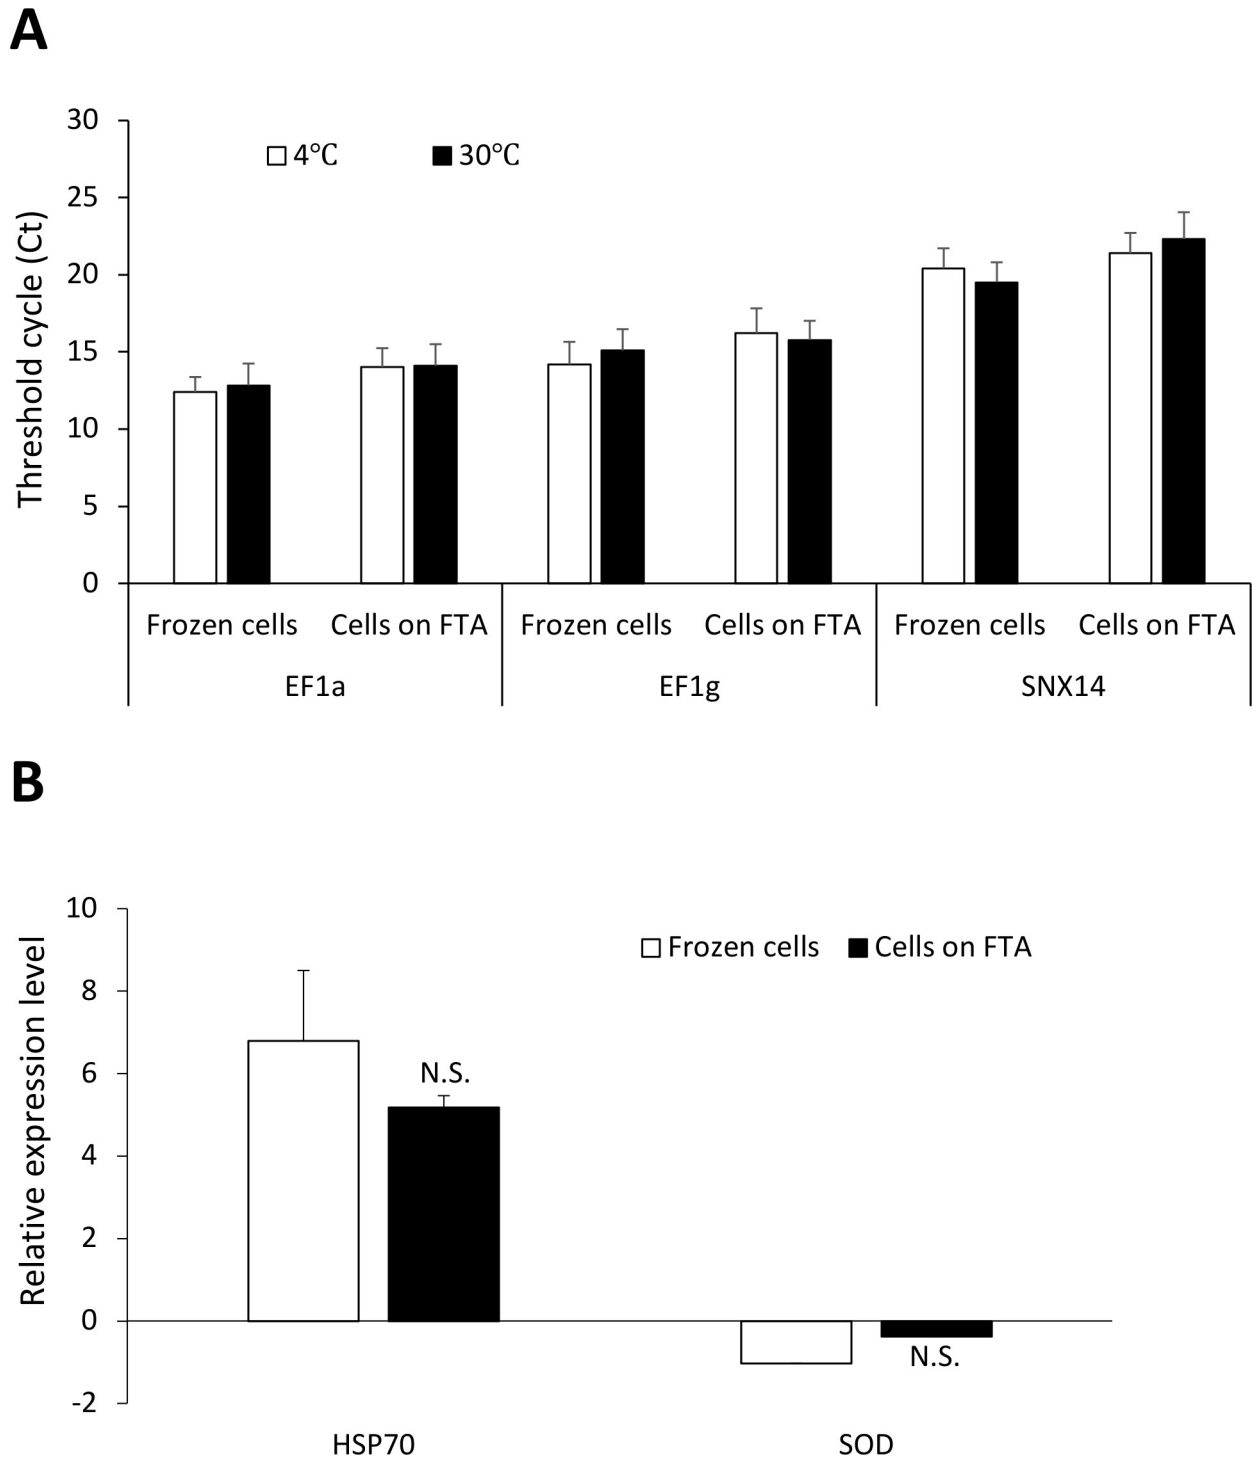 A
30
4℃ 30℃
25
20
15
10
5
0
Threshold cycle (Ct)
Frozen cells Cells on FTA Frozen cells Cells on FTA Frozen cells Cells on FTA
EF1a EF1g SNX14
B
10
Frozen cells Cells on FTA
8
6
N.S.
4
2
0
N.S.
-2
Relative expression level
HSP70 SOD